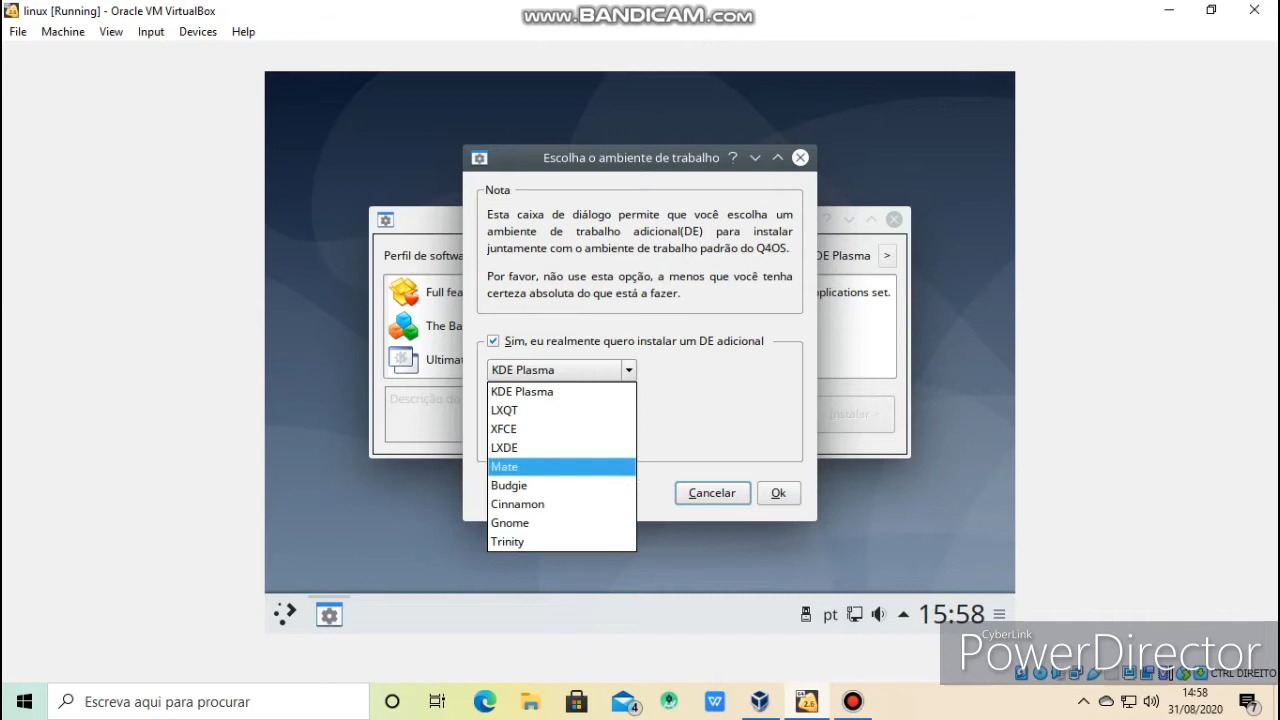 linux [Running] - Oracle VM VirtualBox
www.BANDICAM.com
File Machine View Input Devices Help
Escolha o ambiente de trabalho
Nota
Esta caixa de diálogo permite que você escolha um
ambiente de trabalho adicional(DE) para instalar
juntamente com o ambiente de trabalho padrão do Q4OS.
Por favor, não use esta opção, a menos que você tenha
certeza absoluta do que está a fazer.
Perfil de softwa
DE Plasma >
Full fea
plications set.
The Ba
Ultimat
Descrição do
Instalar >
Sim, eu realmente quero instalar um DE adicional
KDE Plasma
KDE Plasma
LXQT
XFCE
LXDE
Mate
Budgie
Cinnamon
Gnome
Trinity
Cancelar Ok
pt 15:58
CyberLink
PowerDirector
CTRL DIREITO
Escreva aqui para procurar
4
2.6
14:58
31/08/2020
7